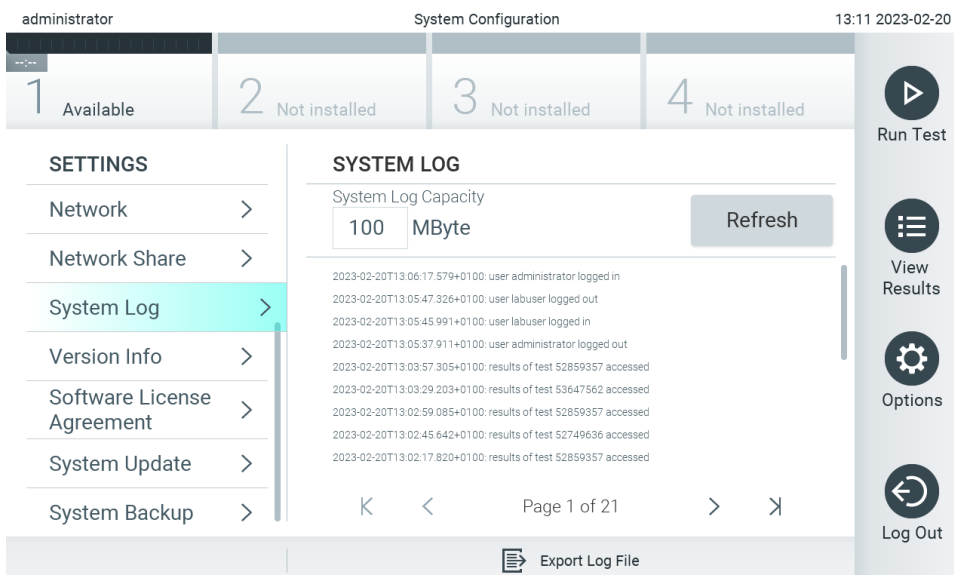 administrator System Configuration 13:11 2023-02-20
--:--
1 Available 2 Not installed 3 Not installed 4 Not installed
Run Test
SETTINGS
Network
Network Share
System Log
Version Info
Software License
Agreement
System Update
System Backup
SYSTEM LOG
System Log Capacity
100 MByte
Refresh
2023-02-20T13:06:17.579+0100: user administrator logged in
2023-02-20T13:05:47.326+0100: user labuser logged out
2023-02-20T13:05:45.991+0100: user labuser logged in
2023-02-20T13:05:37.911+0100: user administrator logged out
2023-02-20T13:03:57.305+0100: results of test 52859357 accessed
2023-02-20T13:03:29.203+0100: results of test 53647562 accessed
2023-02-20T13:02:59.085+0100: results of test 52859357 accessed
2023-02-20T13:02:45.642+0100: results of test 52749636 accessed
2023-02-20T13:02:17.820+0100: results of test 52859357 accessed
Page 1 of 21
Export Log File
View
Results
Options
Log Out